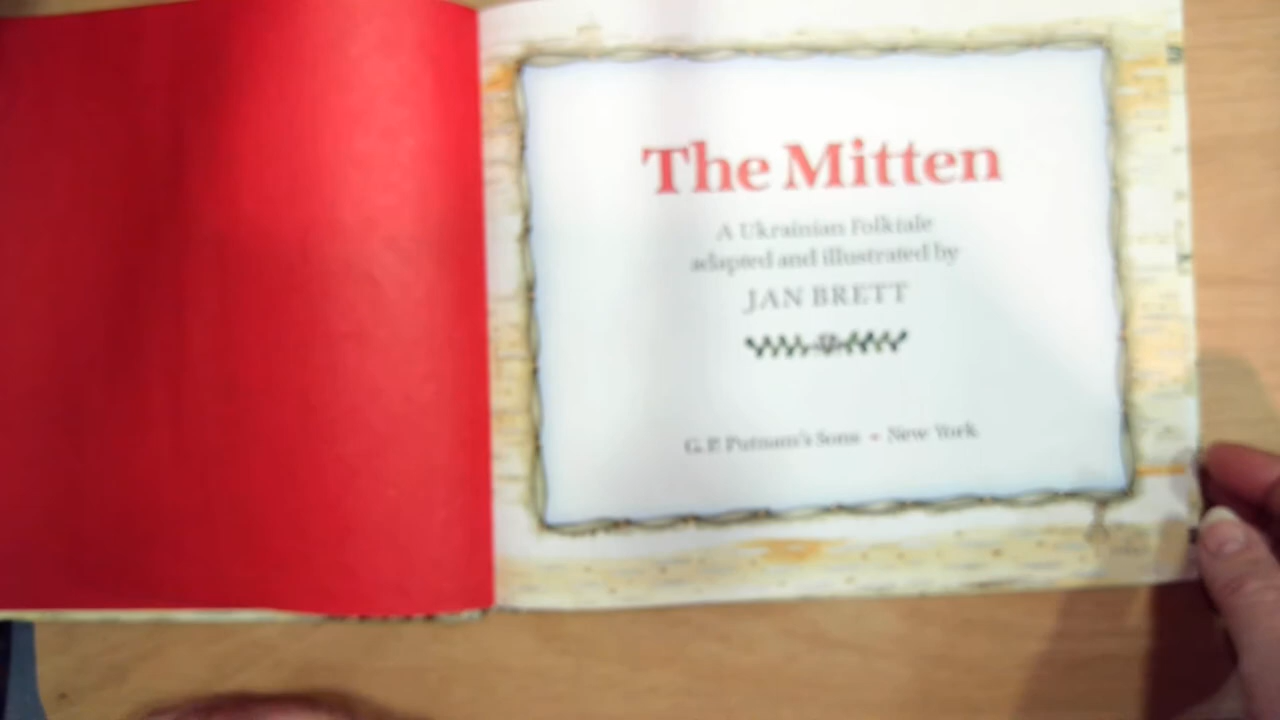 The Mitten
A Ukrainian Folktale
adapted and illustrated by
JAN BRETT
G. P. Putnam's Sons • New York